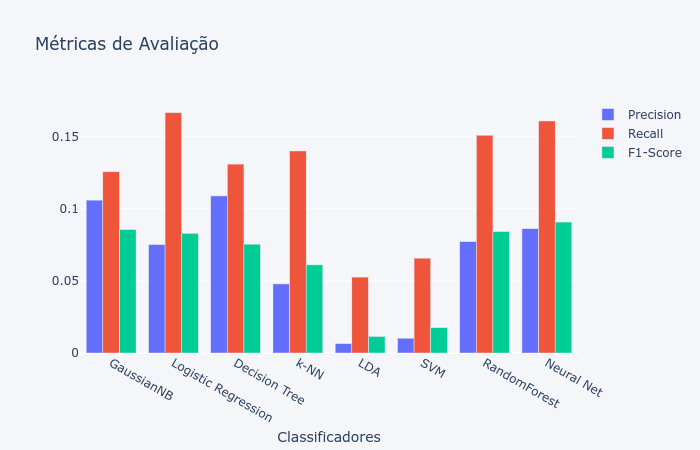 Métricas de Avaliação
Precision
Recall
F1-Score
0.15
0.1
0.05
0
GaussianNB
Logistic Regression
Decision Tree
k-NN
LDA
SVM
RandomForest
Neural Net
Classificadores